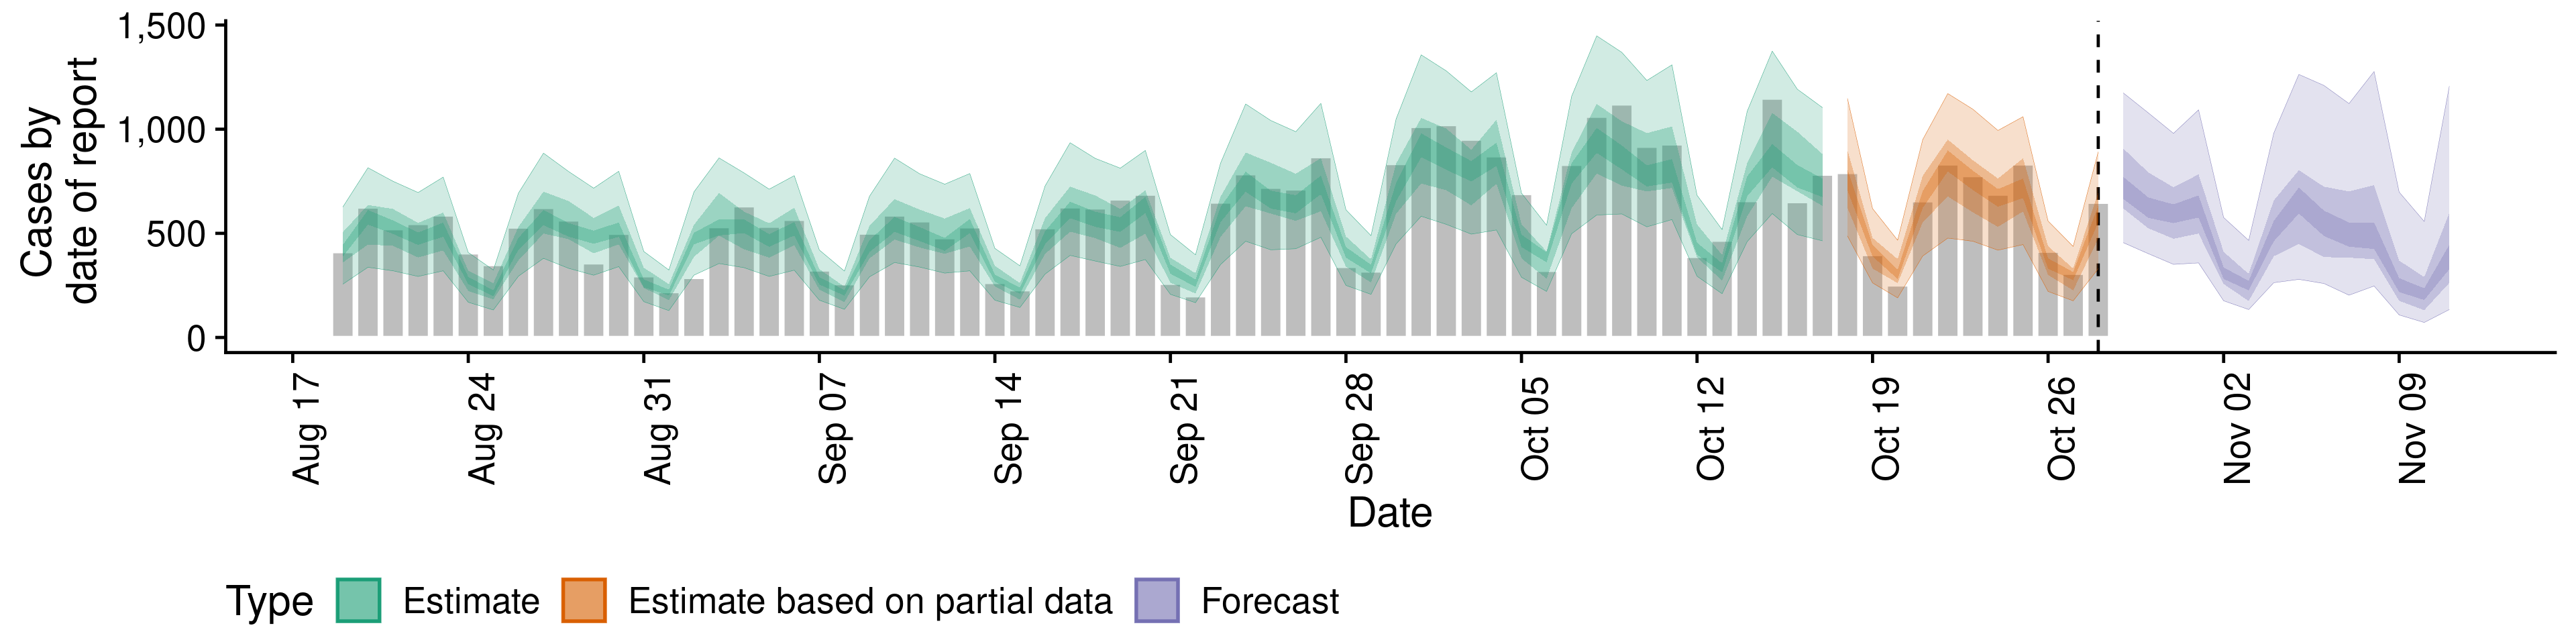 Cases by
date of report
1,500
1,000
500
0
Aug 17
Aug 24
Aug 31
Sep 07
Sep 14
Sep 21
Sep 28
Oct 05
Oct 12
Oct 19
Oct 26
Nov 02
Nov 09
Date
Type Estimate Estimate based on partial data Forecast